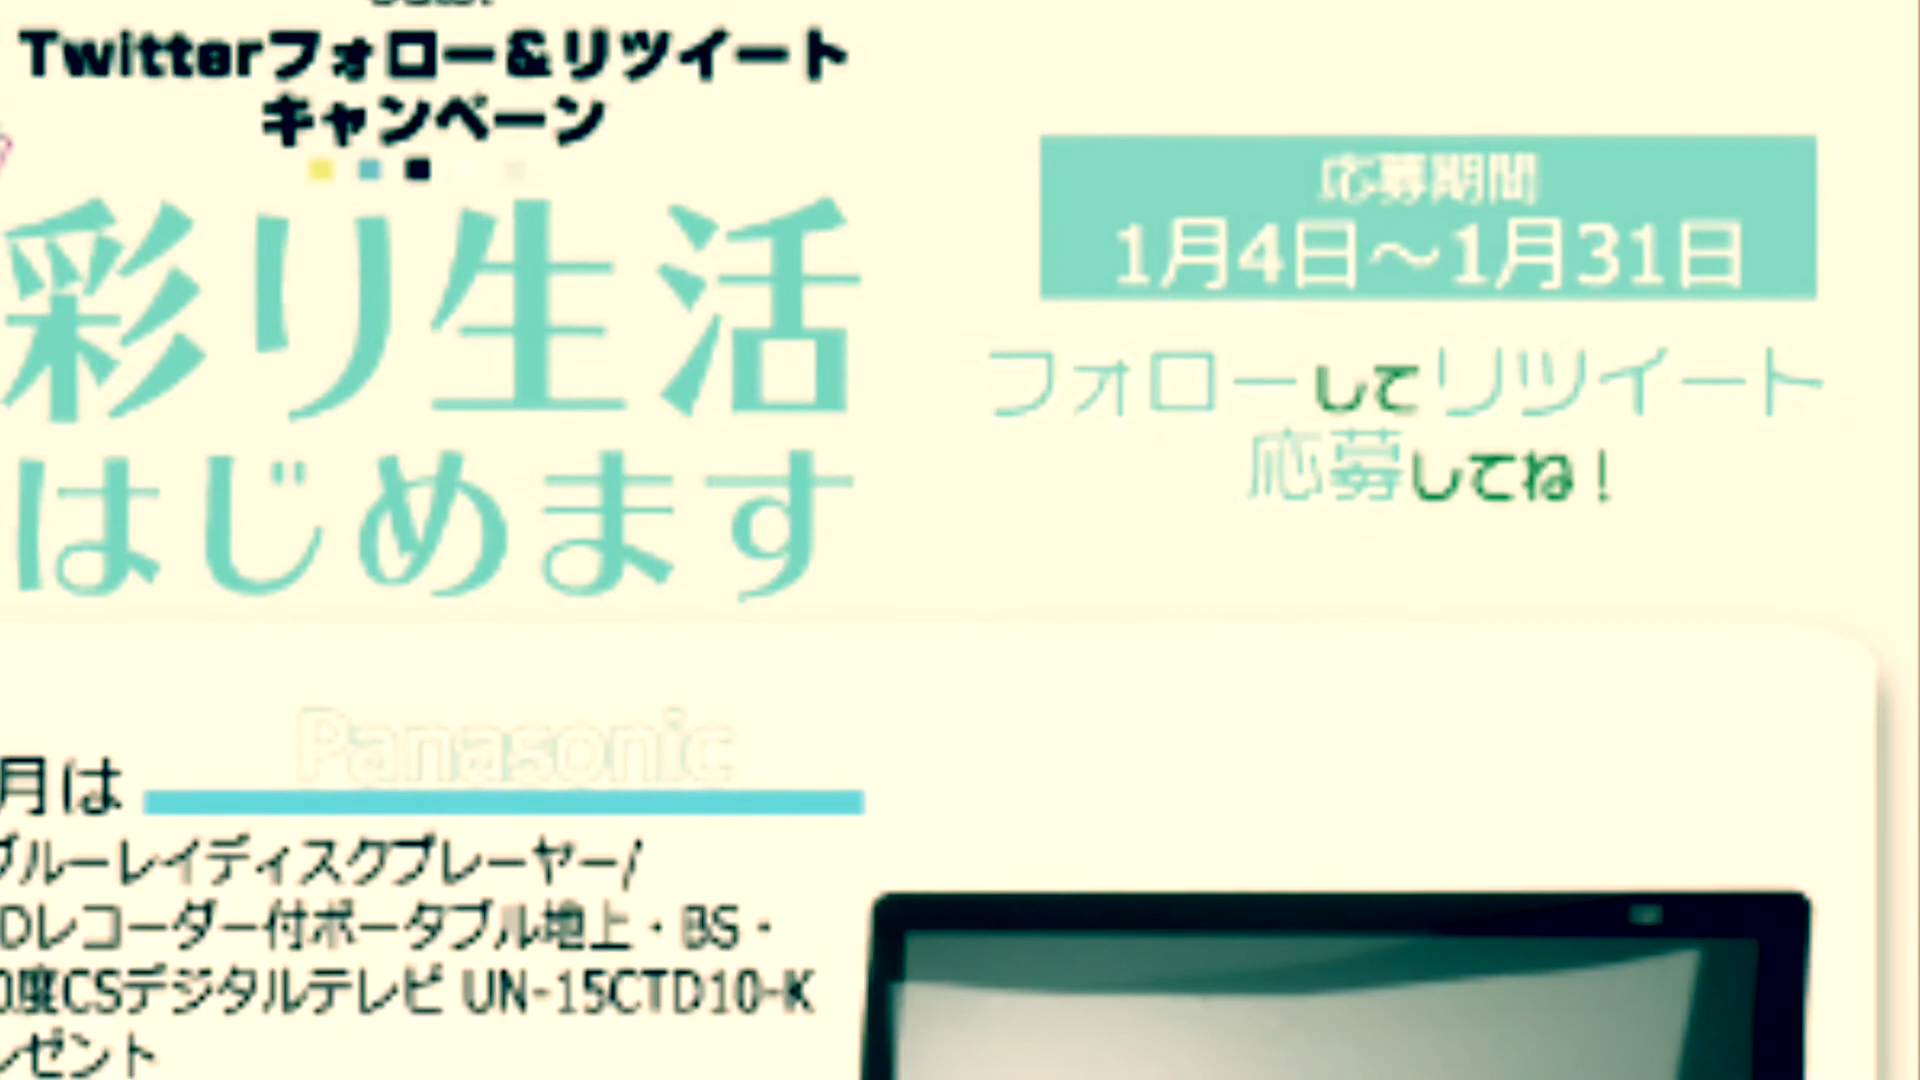 Twitterフォロー&リツイート
キャンペーン
彩り生活
はじめます
応募期間
1月4日〜1月31日
フォローしてリツイート
応募してね！
Panasonic
月は
ブルーレイディスクプレーヤー/
Dレコーダー付ポータブル地上・BS・
0度CSデジタルテレビ UN-15CTD10-K
レゼント